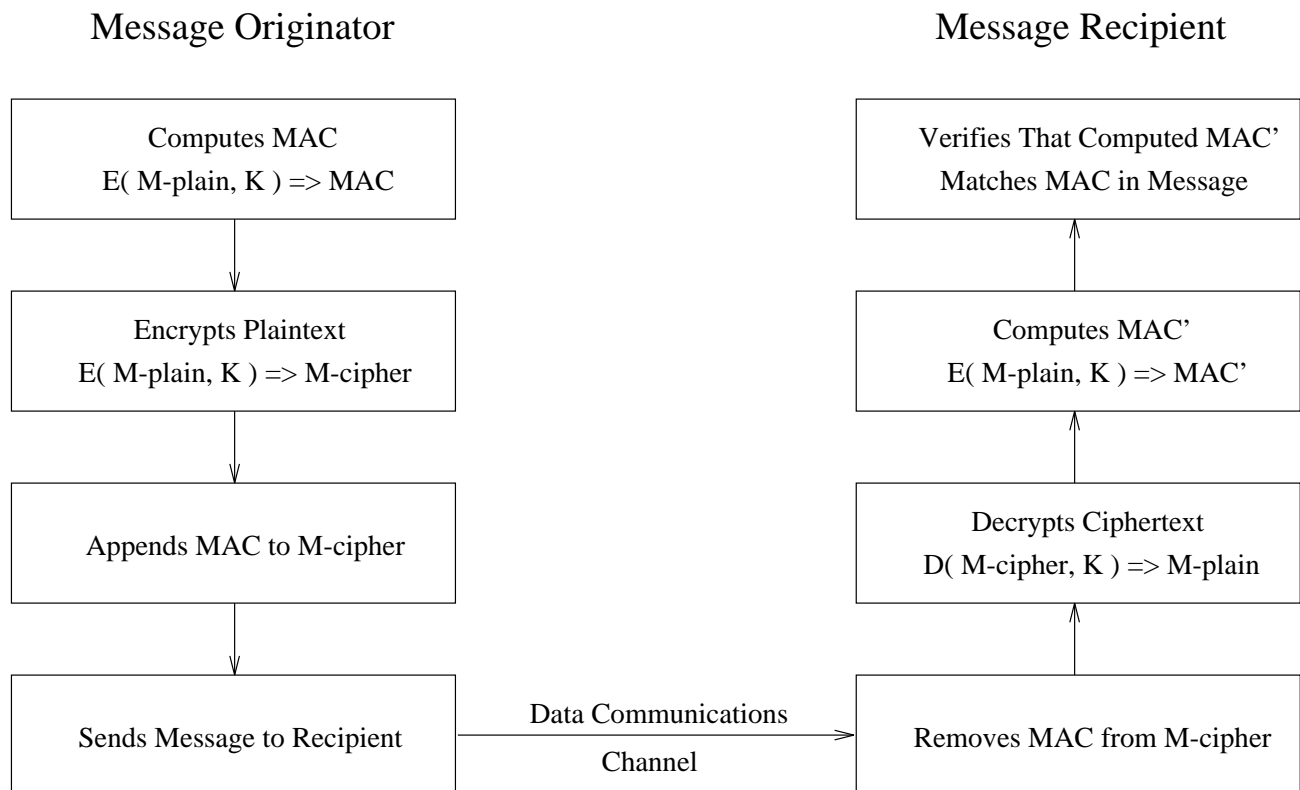 Message Originator
Computes MAC
E( M-plain, K ) => MAC
Encrypts Plaintext
E( M-plain, K ) => M-cipher
Appends MAC to M-cipher
Sends Message to Recipient
Data Communications
Channel
Message Recipient
Verifies That Computed MAC’
Matches MAC in Message
Computes MAC’
E( M-plain, K ) => MAC’
Decrypts Ciphertext
D( M-cipher, K ) => M-plain
Removes MAC from M-cipher